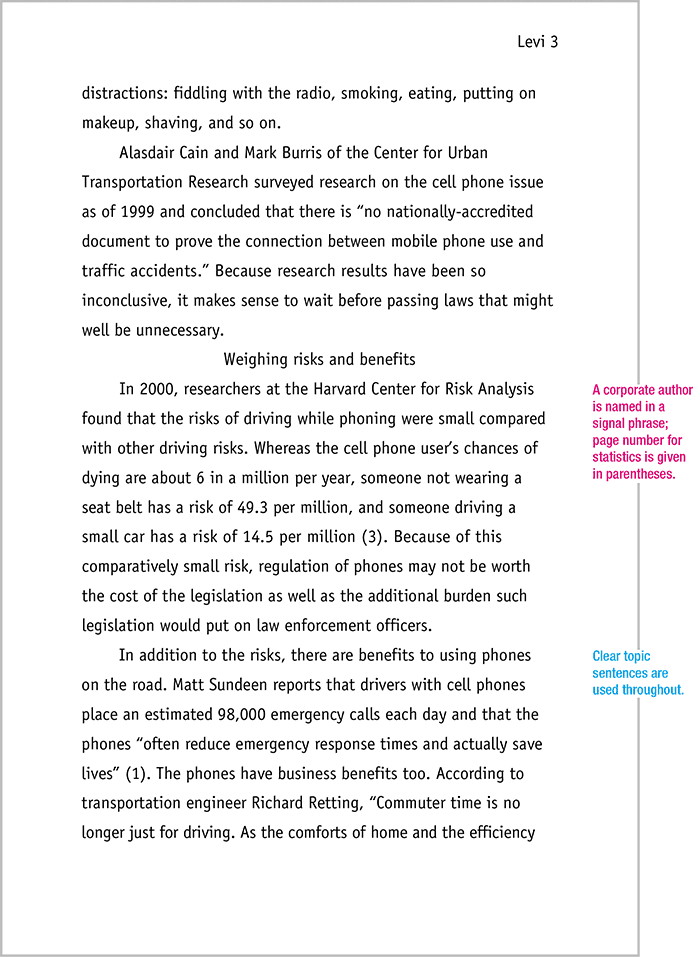 Levi 3
distractions: fiddling with the radio, smoking, eating, putting on
makeup, shaving, and so on.
Alasdair Cain and Mark Burris of the Center for Urban
Transportation Research surveyed research on the cell phone issue
as of 1999 and concluded that there is “no nationally-accredited
document to prove the connection between mobile phone use and
traffic accidents.” Because research results have been so
inconclusive, it makes sense to wait before passing laws that might
well be unnecessary.
Weighing risks and benefits
In 2000, researchers at the Harvard Center for Risk Analysis
found that the risks of driving while phoning were small compared
with other driving risks. Whereas the cell phone user’s chances of
dying are about 6 in a million per year, someone not wearing a
seat belt has a risk of 49.3 per million, and someone driving a
small car has a risk of 14.5 per million (3). Because of this
comparatively small risk, regulation of phones may not be worth
the cost of the legislation as well as the additional burden such
legislation would put on law enforcement officers.
A corporate author
is named in a
signal phrase;
page number for
statistics is given
in parentheses.
In addition to the risks, there are benefits to using phones
on the road. Matt Sundeen reports that drivers with cell phones
place an estimated 98,000 emergency calls each day and that the
phones “often reduce emergency response times and actually save
lives” (1). The phones have business benefits too. According to
transportation engineer Richard Retting, “Commuter time is no
longer just for driving. As the comforts of home and the efficiency
Clear topic
sentences are
used throughout.